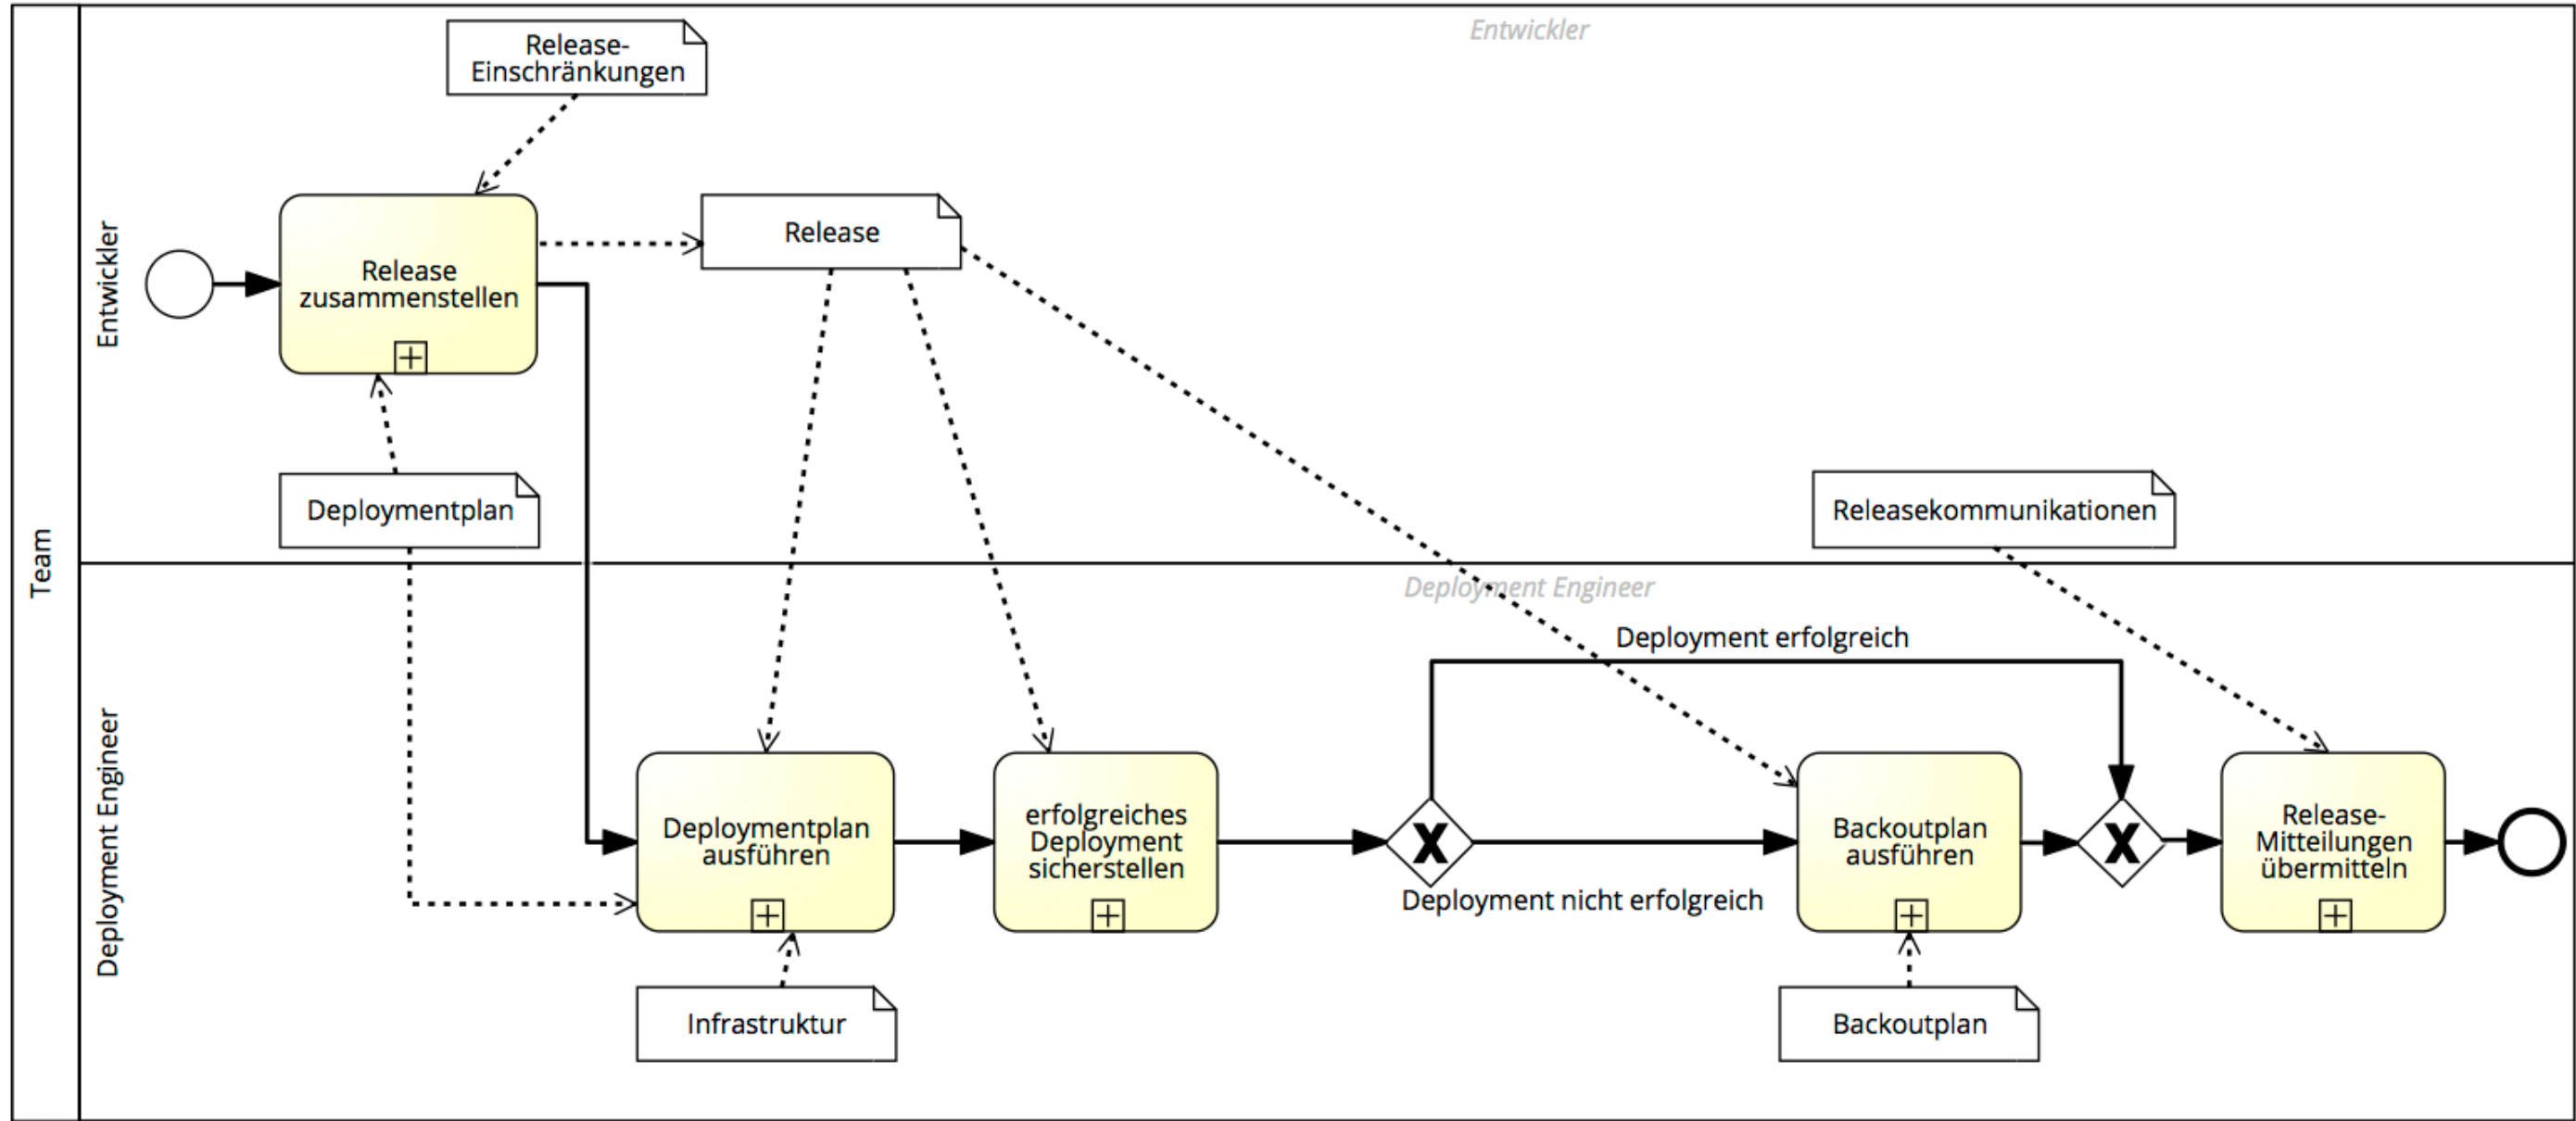 Team
Entwickler
Entwickler
Release-
Einschränkungen
Release
zusammenstellen
Release
Deploymentplan
Releasekommunikationen
Deployment Engineer
Deployment Engineer
Deployment erfolgreich
Deploymentplan
ausführen
erfolgreiches
Deployment
sicherstellen
X
Deployment nicht erfolgreich
Backoutplan
ausführen
X
Release-
Mitteilungen
übermitteln
Infrastruktur
Backoutplan